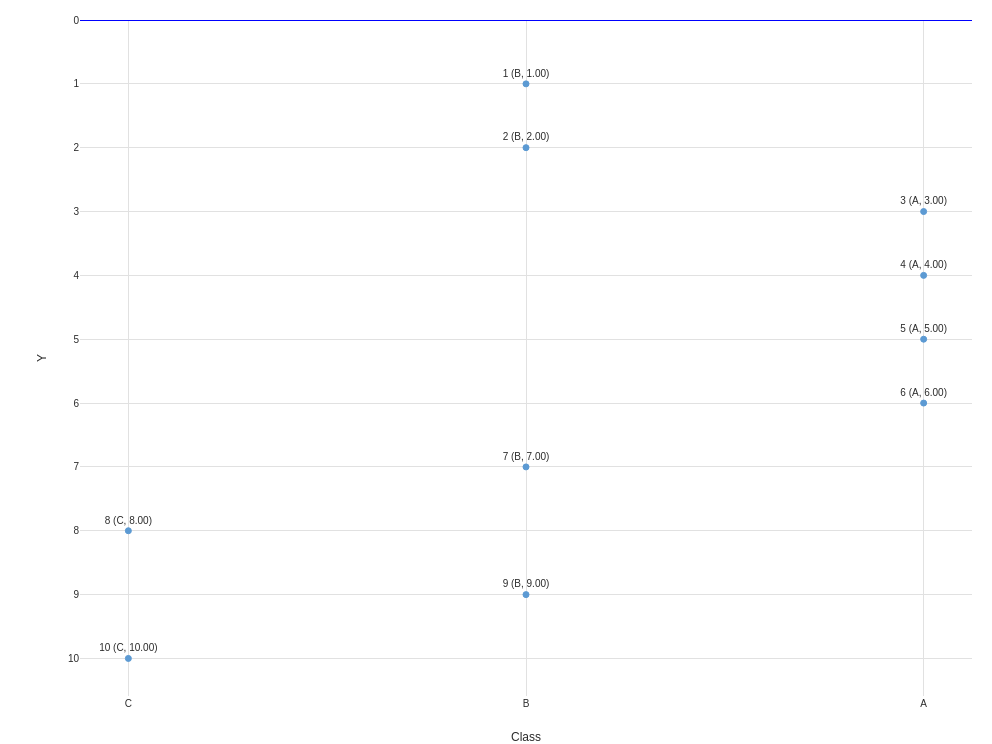 0
1 (B, 1.00)
1
2 (B, 2.00)
2
3 (A, 3.00)
3
4 (A, 4.00)
4
5 (A, 5.00)
5
Y
6 (A, 6.00)
6
7 (B, 7.00)
7
8 (C, 8.00)
8
9 (B, 9.00)
9
10 (C, 10.00)
10
C B A
Class